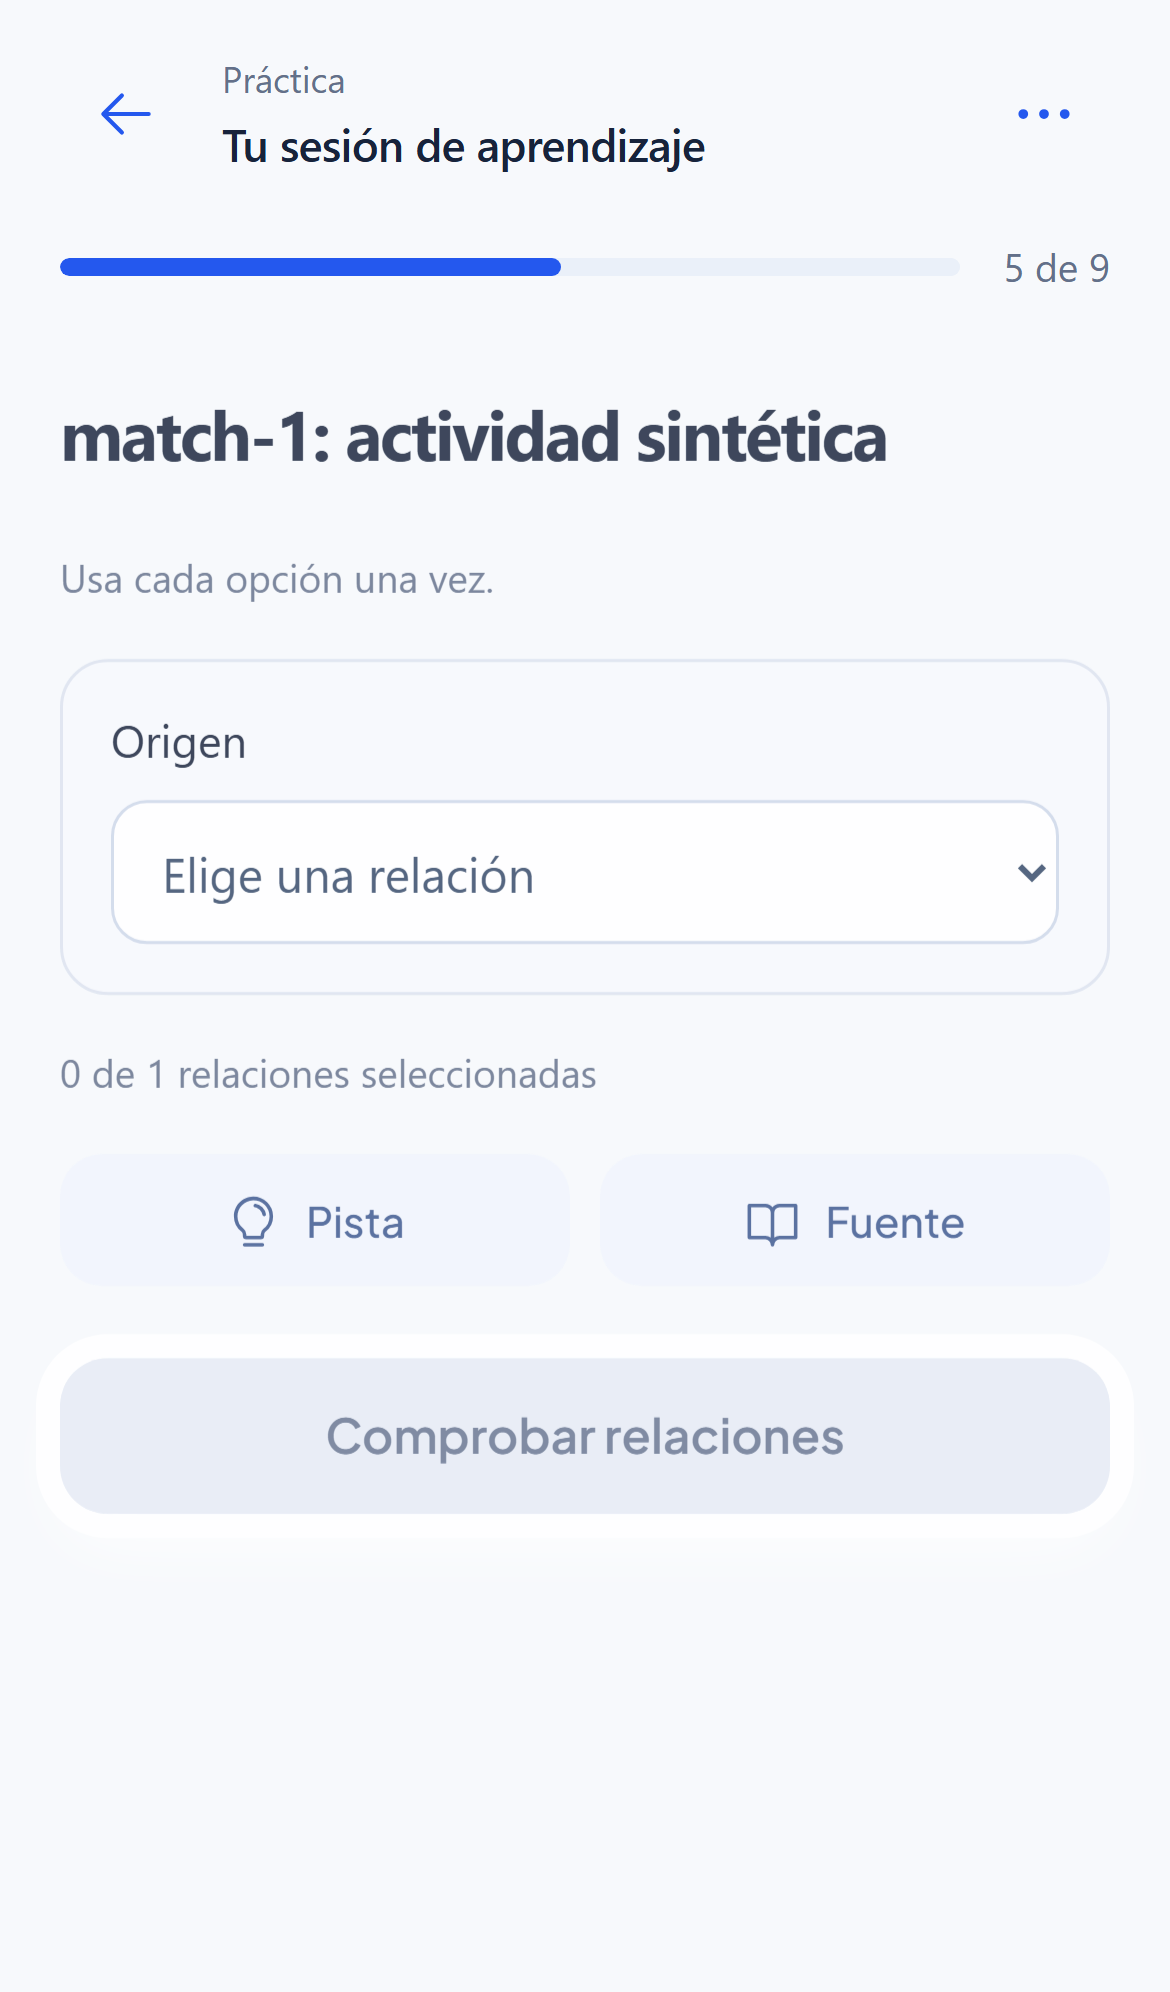 Práctica
Tu sesión de aprendizaje
5 de 9
match-1: actividad sintética
Usa cada opción una vez.
Origen
Elige una relación
0 de 1 relaciones seleccionadas
Pista
Fuente
Comprobar relaciones